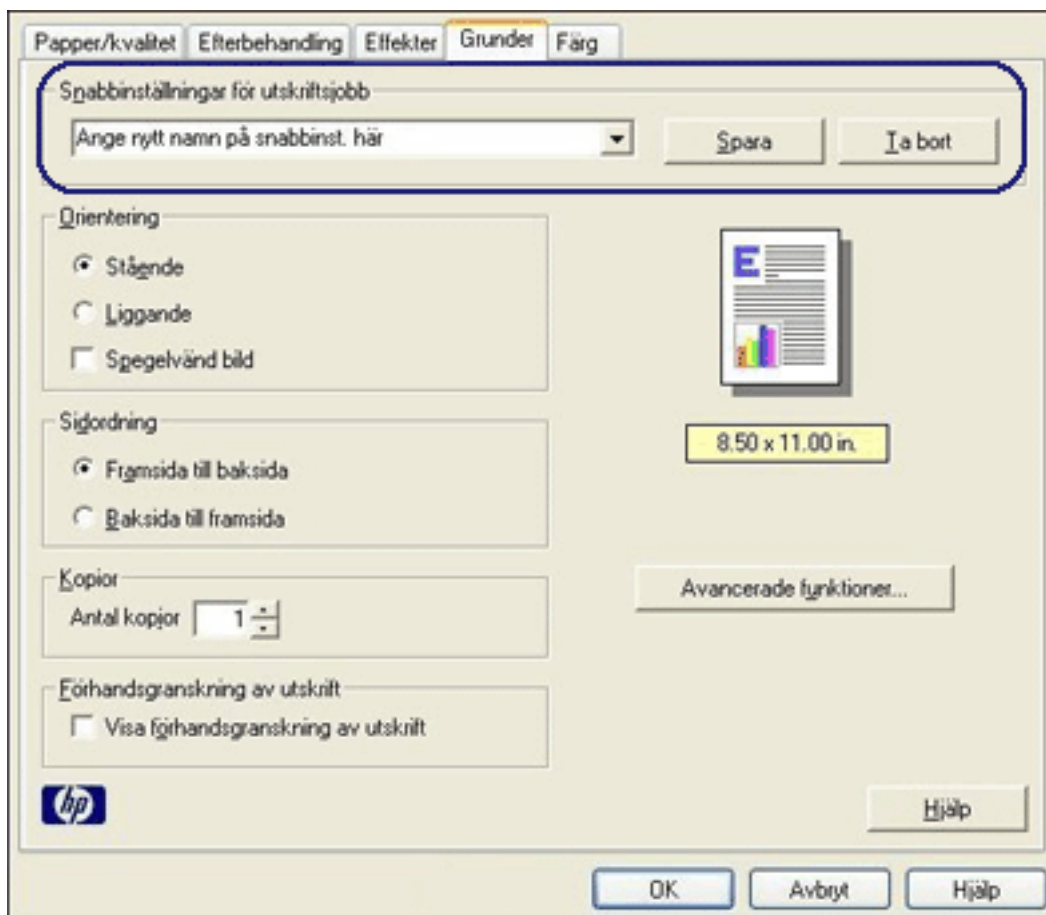 Papper/kvalitet Efterbehandling Effekter Grunder Färg
Snabbinställningar för utskriftsjobb
Ange nytt namn på snabbinst. här Spara Ta bort
Orientering
Stående
Liggande
Spegelvänd bild
E
8.50 x 11.00 in.
Sidordning
Framsida till baksida
Baksida till framsida
Kopior
Antal kopior 1
Avancerade funktioner...
Förhandsgranskning av utskrift
Visa förhandsgranskning av utskrift
hp
Hjälp
OK Avbryt Hjälp